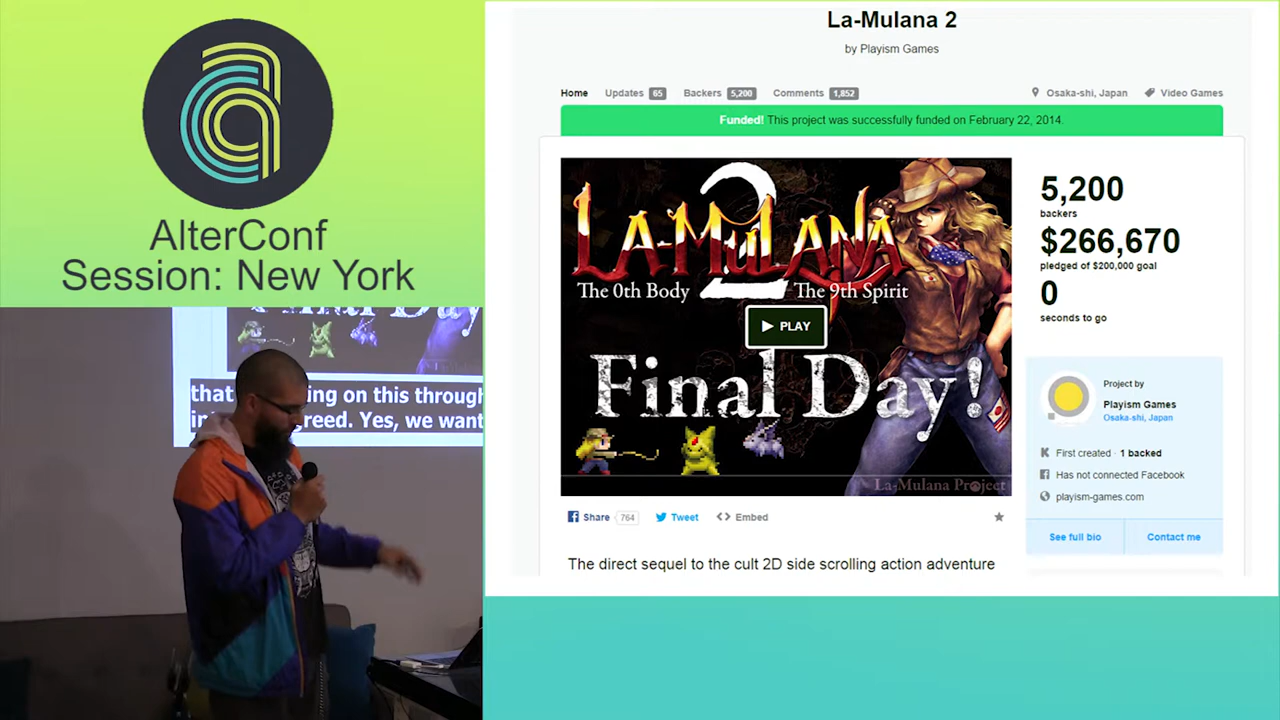 AlterConf
Session: New York
Final Day!
that
ing on this through
reed. Yes, we want
La-Mulana 2
by Playism Games
Home Updates 65 Backers 5,200 Comments 1,852 Osaka-shi, Japan Video Games
Funded! This project was successfully funded on February 22, 2014.
LA-MULANA 2
The 0th Body The 9th Spirit
PLAY
Final Day!
La-Mulana Project
5,200
backers
$266,670
pledged of $200,000 goal
0
seconds to go
Project by
Playism Games
Osaka-shi, Japan
First created · 1 backed
Has not connected Facebook
playism-games.com
See full bio Contact me
Share 764 Tweet Embed
The direct sequel to the cult 2D side scrolling action adventure